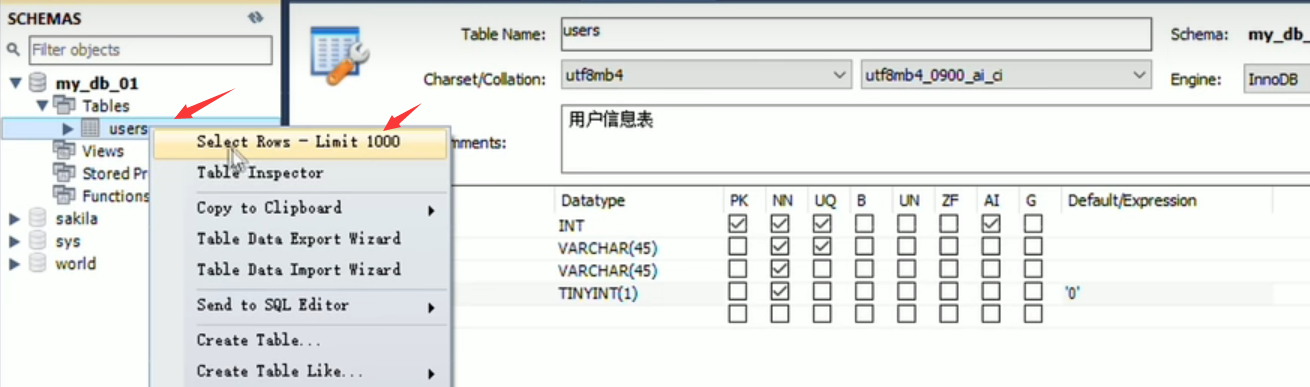 SCHEMAS
Filter objects
my_db_01
Tables
users
Views
Stored Pr
Functions
sakila
sys
world
Select Rows - Limit 1000
Table Inspector
Copy to Clipboard
Table Data Export Wizard
Table Data Import Wizard
Send to SQL Editor
Create Table...
Create Table Like...
Table Name: users Schema: my_db_
Charset/Collation: utf8mb4 utf8mb4_0900_ai_ci Engine: InnoDB
mments: 用户信息表
Datatype PK NN UQ B UN ZF AI G Default/Expression
INT
VARCHAR(45)
VARCHAR(45)
TINYINT(1) '0'